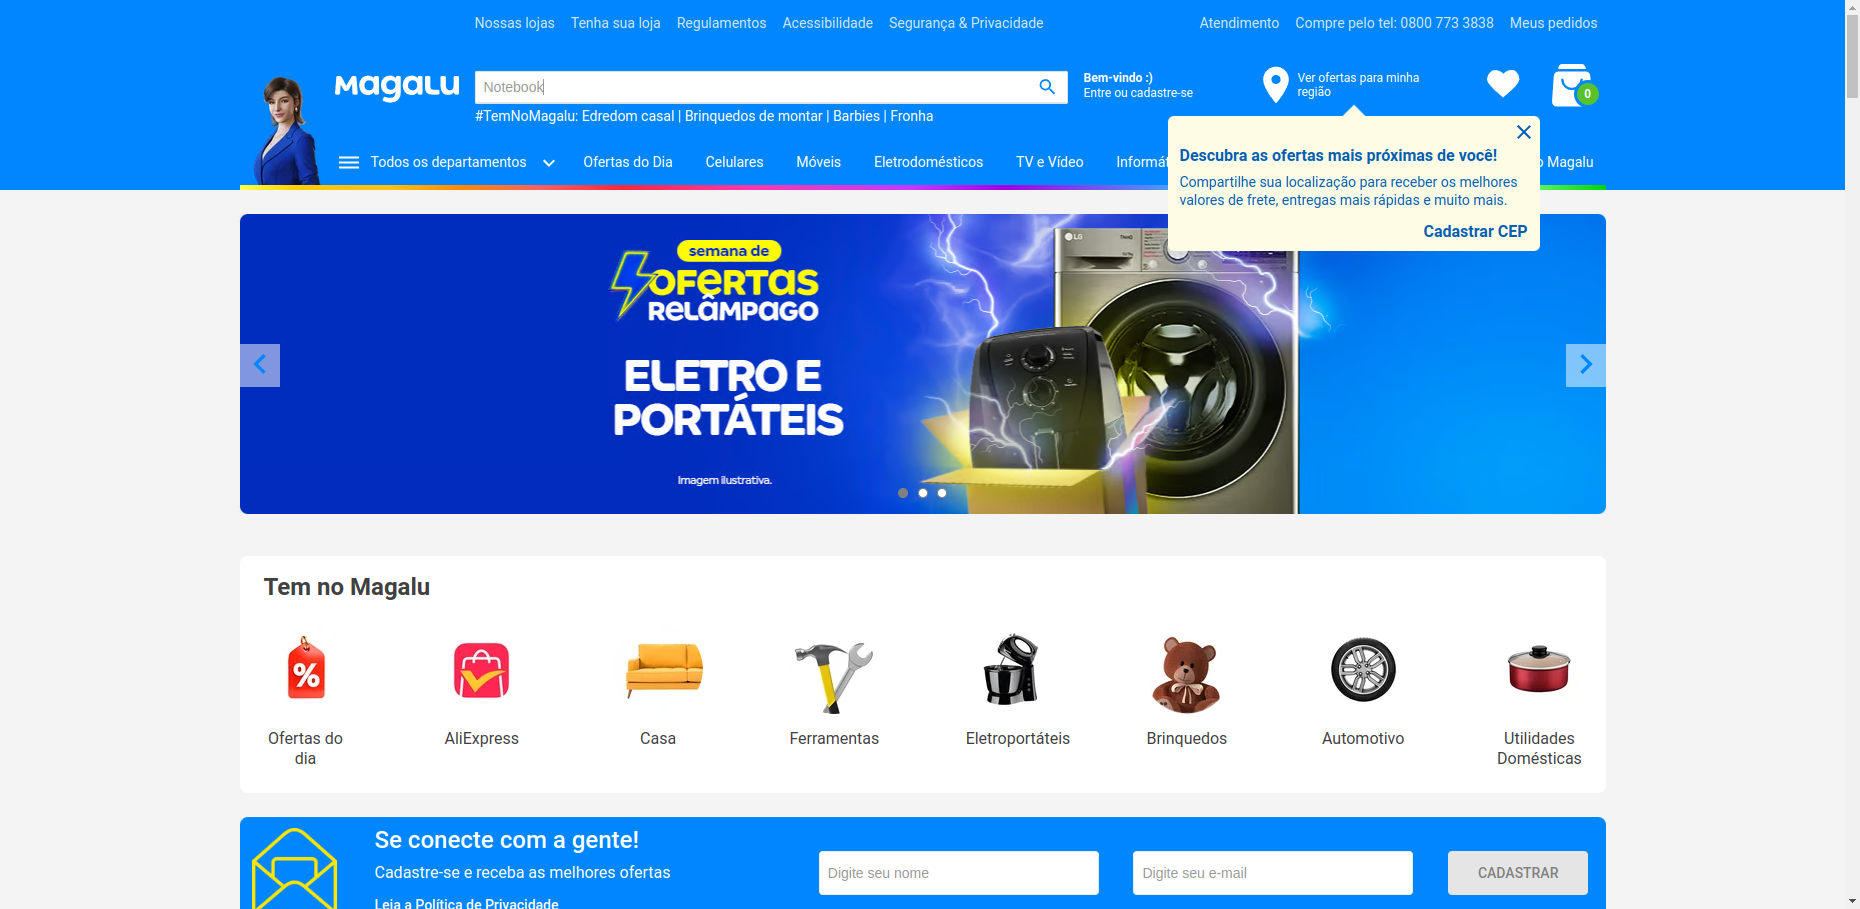 Nossas lojas Tenha sua loja Regulamentos Acessibilidade Segurança & Privacidade Atendimento Compre pelo tel: 0800 773 3838 Meus pedidos
Magalu
Notebook
Bem-vindo :)
Entre ou cadastre-se
Ver ofertas para minha
região
0
#TemNoMagalu: Edredom casal | Brinquedos de montar | Barbies | Fronha
Todos os departamentos Ofertas do Dia Celulares Móveis Eletrodomésticos TV e Vídeo Informát Magalu
Descubra as ofertas mais próximas de você!
Compartilhe sua localização para receber os melhores
valores de frete, entregas mais rápidas e muito mais.
Cadastrar CEP
semana de
OFERTAS
RELÂMPAGO
ELETRO E
PORTÁTEIS
Imagem ilustrativa.
LG
ThinQ
Tem no Magalu
%
Ofertas do
dia
AliExpress
Casa
Ferramentas
Eletroportáteis
Brinquedos
Automotivo
Utilidades
Domésticas
Se conecte com a gente!
Cadastre-se e receba as melhores ofertas
Leia a Política de Privacidade
Digite seu nome
Digite seu e-mail
CADASTRAR